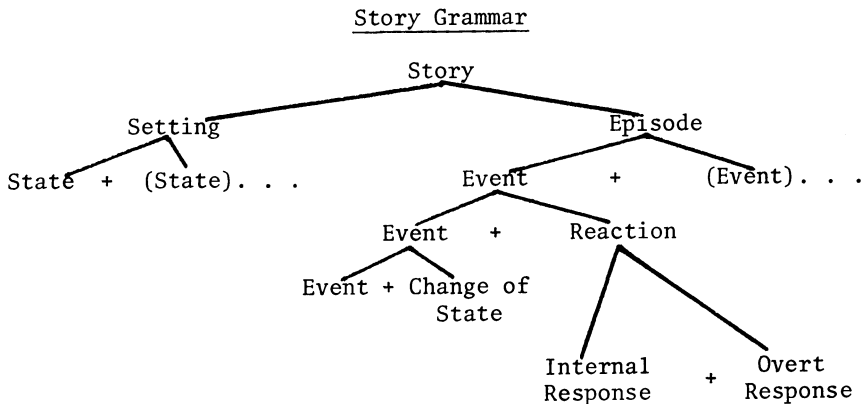 Story Grammar
Story
Setting Episode
State + (State). . . Event + (Event). . .
Event + Reaction
Event + Change of
State
Internal + Overt
Response Response